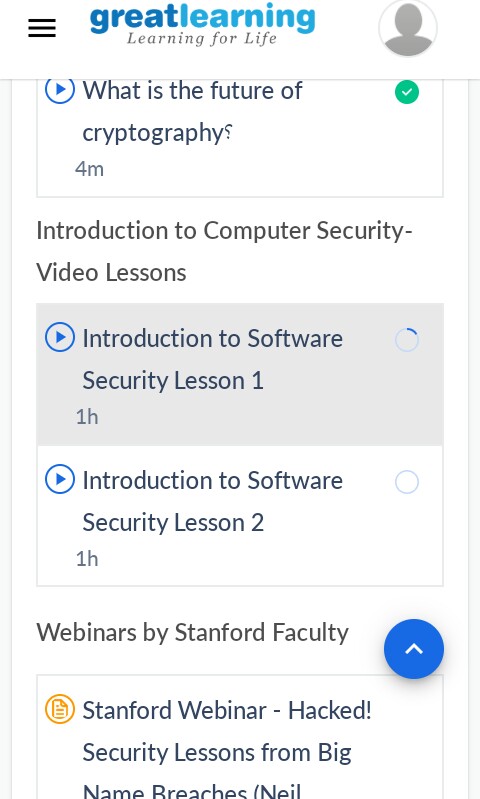 greatlearning
Learning for Life
What is the future of
cryptography?
4m
Introduction to Computer Security-
Video Lessons
Introduction to Software
Security Lesson 1
1h
Introduction to Software
Security Lesson 2
1h
Webinars by Stanford Faculty
Stanford Webinar - Hacked!
Security Lessons from Big
Name Breaches (Neil